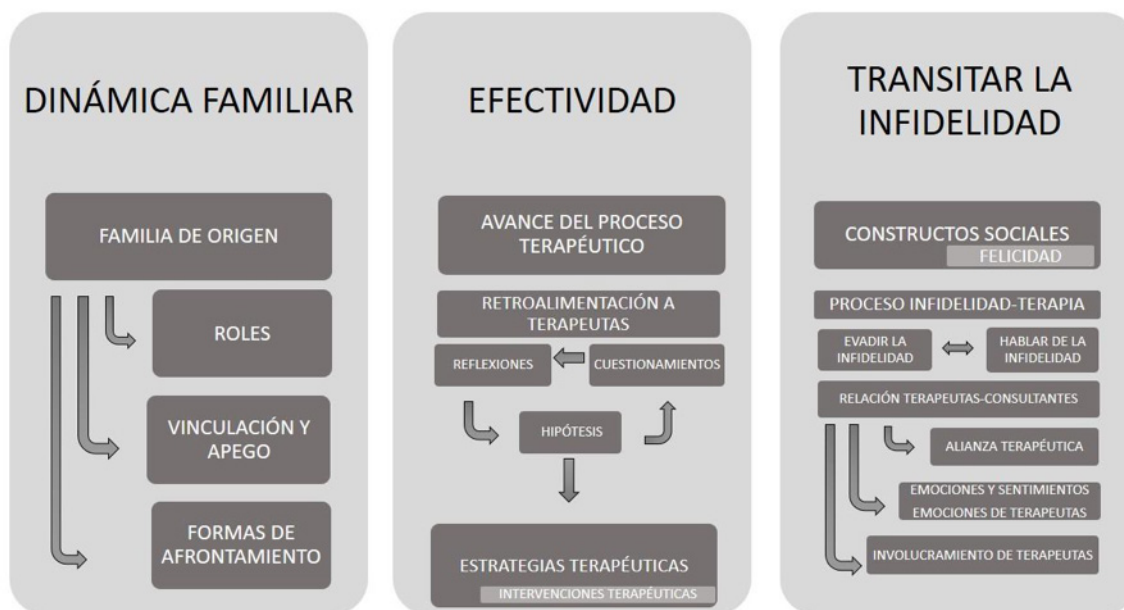 DINÁMICA FAMILIAR
FAMILIA DE ORIGEN
ROLES
VINCULACIÓN Y
APEGO
FORMAS DE
AFRONTAMIENTO
EFECTIVIDAD
AVANCE DEL PROCESO
TERAPÉUTICO
RETROALIMENTACIÓN A
TERAPEUTAS
REFLEXIONES
CUESTIONAMIENTOS
HIPÓTESIS
ESTRATEGIAS TERAPÉUTICAS
INTERVENCIONES TERAPÉUTICAS
TRANSITAR LA
INFIDELIDAD
CONSTRUCTOS SOCIALES
FELICIDAD
PROCESO INFIDELIDAD-TERAPIA
EVADIR LA
INFIDELIDAD
HABLAR DE LA
INFIDELIDAD
RELACIÓN TERAPEUTAS-CONSULTANTES
ALIANZA TERAPÉUTICA
EMOCIONES Y SENTIMIENTOS
EMOCIONES DE TERAPEUTAS
INVOLUCRAMIENTO DE TERAPEUTAS